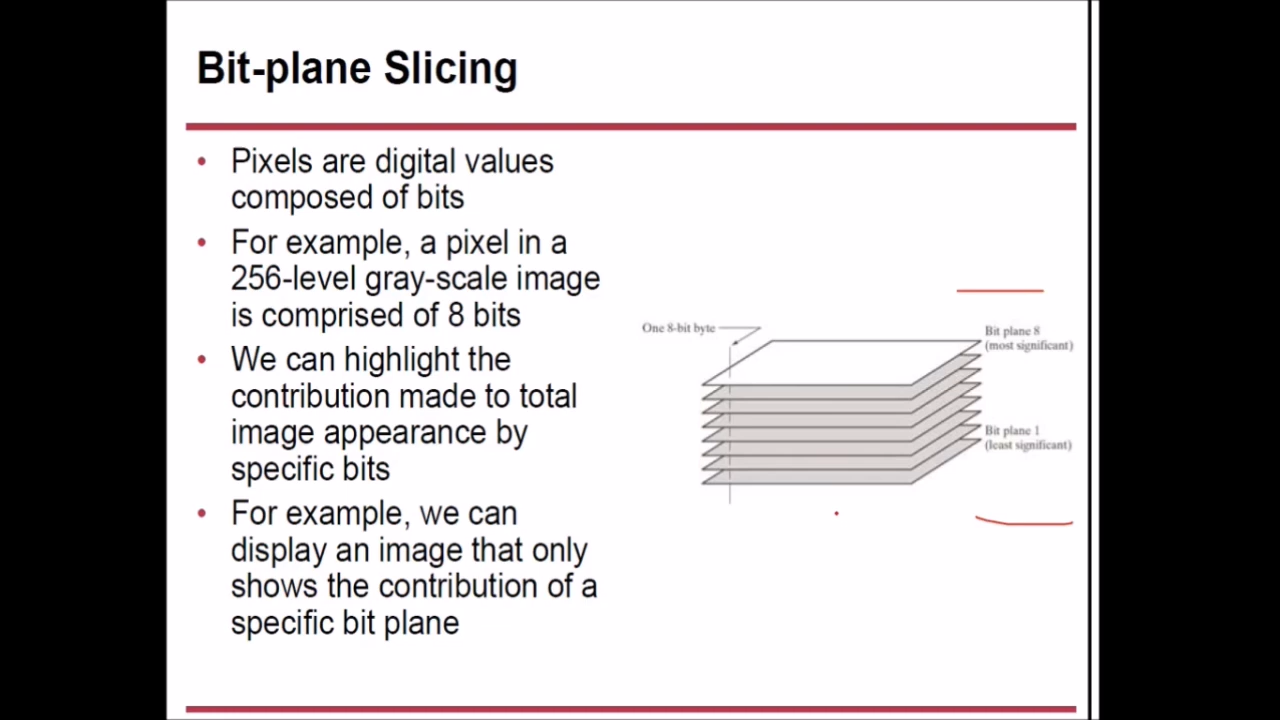 Bit-plane Slicing
• Pixels are digital values
composed of bits
• For example, a pixel in a
256-level gray-scale image
is comprised of 8 bits
• We can highlight the
contribution made to total
image appearance by
specific bits
• For example, we can
display an image that only
shows the contribution of a
specific bit plane
One 8-bit byte
Bit plane 8
(most significant)
Bit plane 1
(least significant)